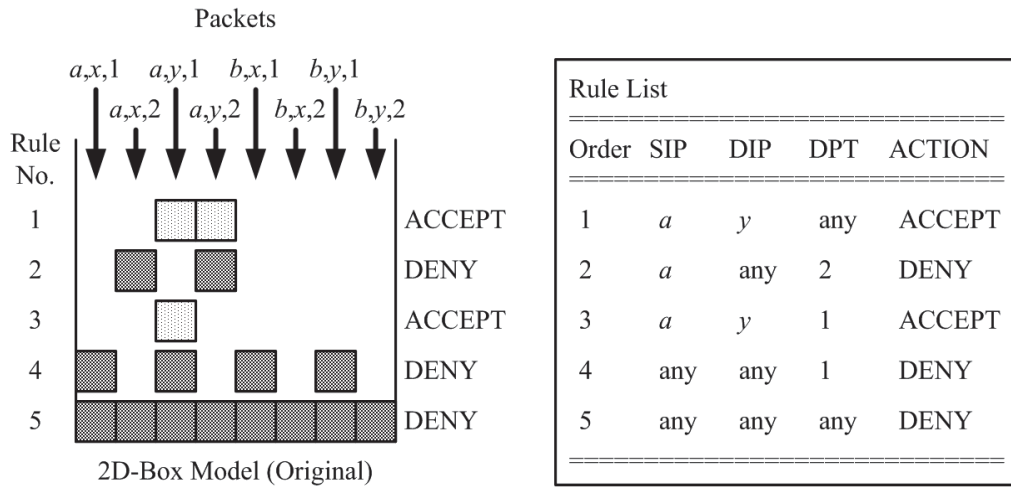 Packets
a,x,1 a,y,1 b,x,1 b,y,1
a,x,2 a,y,2 b,x,2 b,y,2
Rule No.
1 ACCEPT
2 DENY
3 ACCEPT
4 DENY
5 DENY
2D-Box Model (Original)
Rule List
==================================
Order SIP DIP DPT ACTION
==================================
1 a y any ACCEPT
2 a any 2 DENY
3 a y 1 ACCEPT
4 any any 1 DENY
5 any any any DENY
==================================